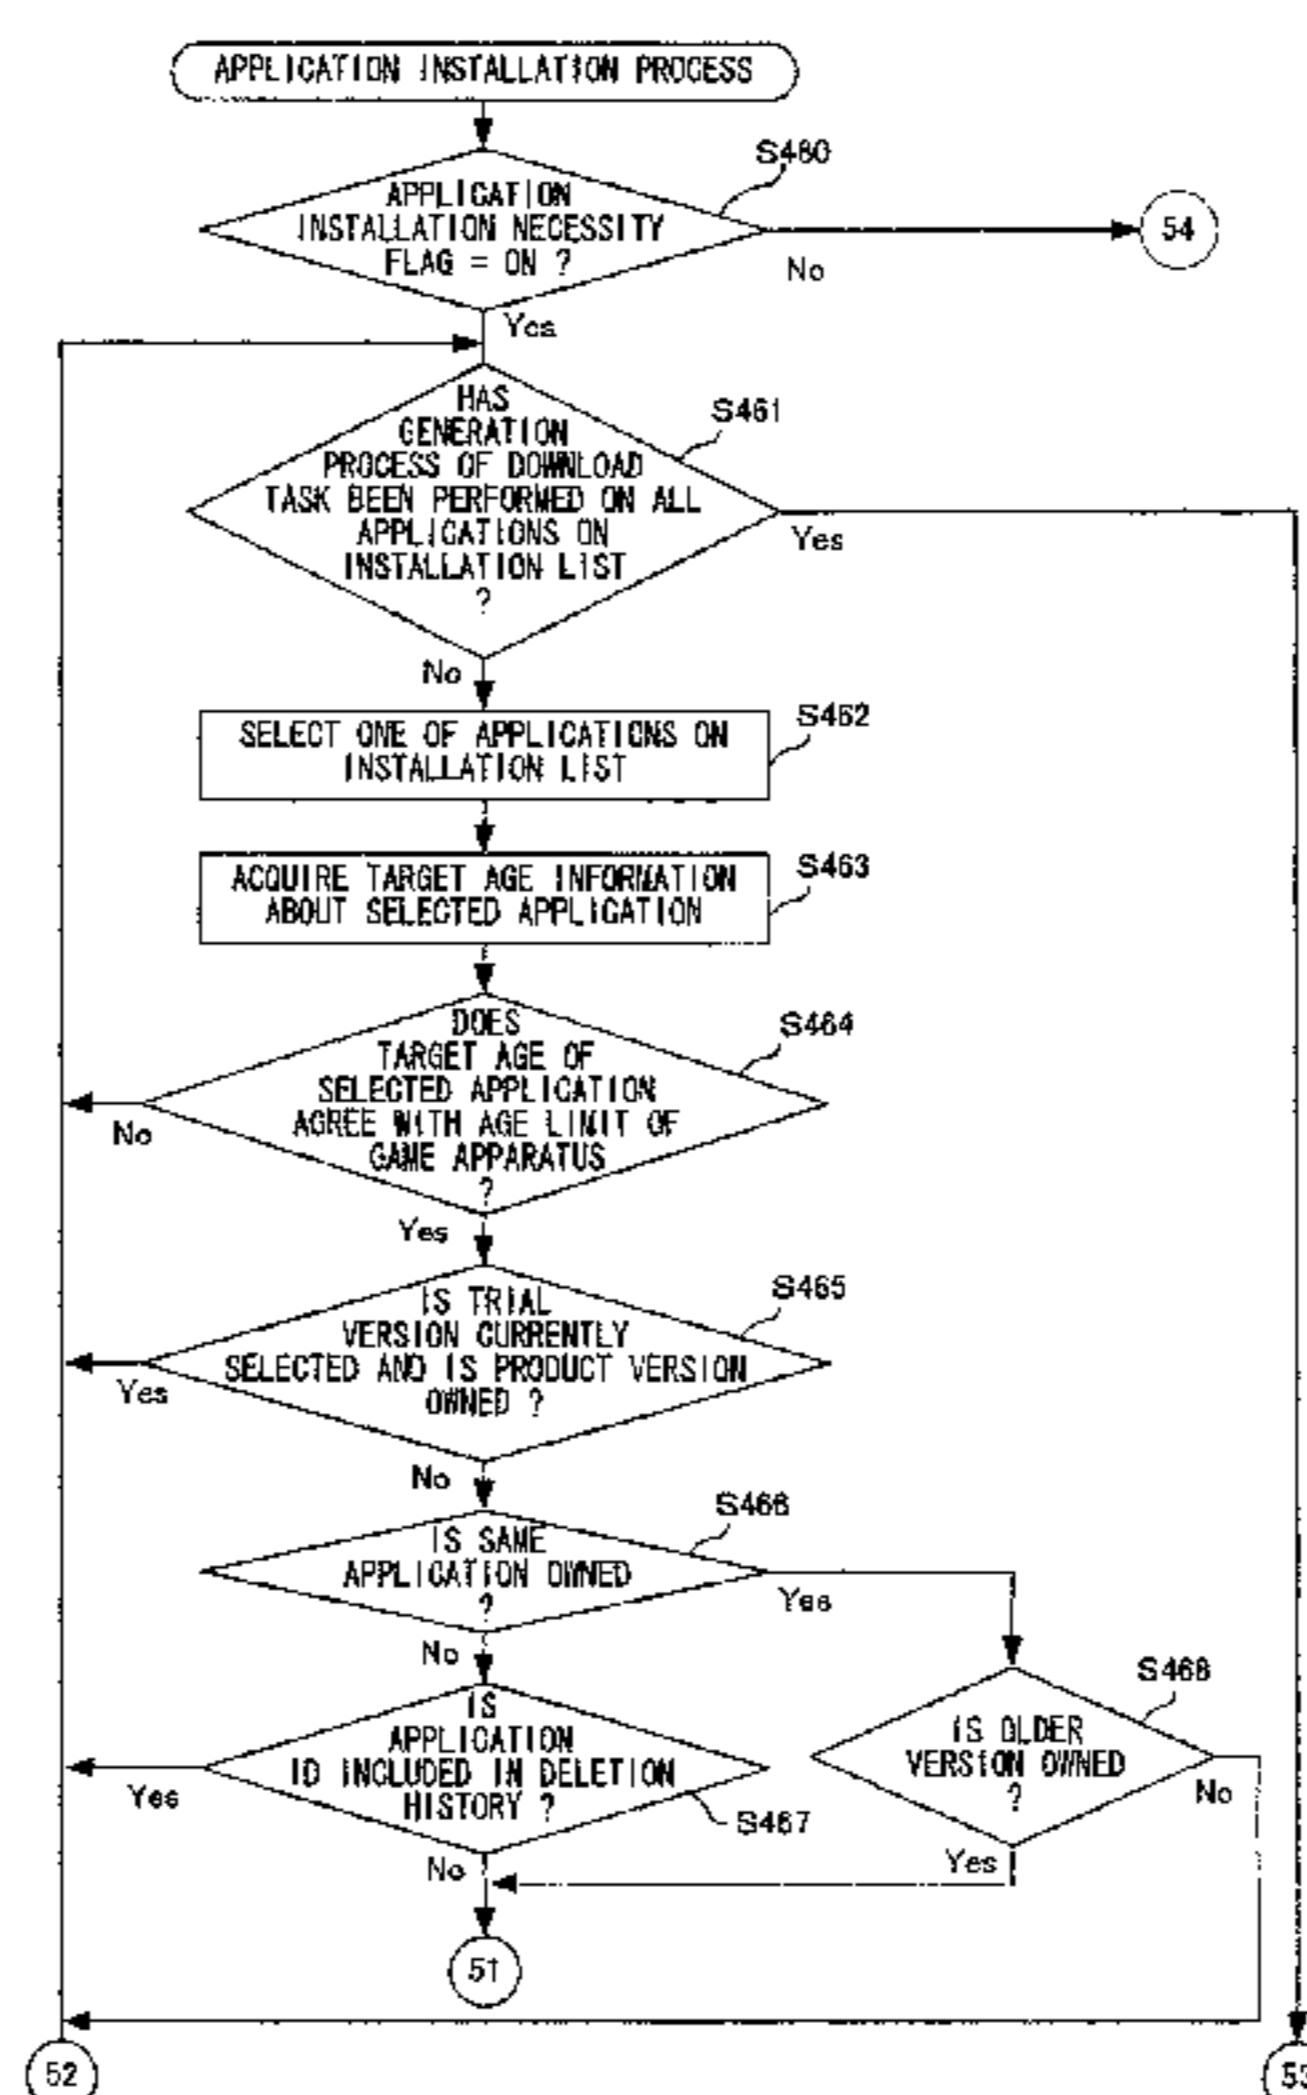 APPLICATION INSTALLATION PROCESS
S460
APPLICATION
INSTALLATION NECESSITY
FLAG = ON ?
54
No
Yes
HAS
GENERATION
PROCESS OF DOWNLOAD
TASK BEEN PERFORMED ON ALL
APPLICATIONS ON
INSTALLATION LIST
?
S461
Yes
No
SELECT ONE OF APPLICATIONS ON
INSTALLATION LIST
S462
ACQUIRE TARGET AGE INFORMATION
ABOUT SELECTED APPLICATION
S463
DOES
TARGET AGE OF
SELECTED APPLICATION
AGREE WITH AGE LIMIT OF
GAME APPARATUS
?
S464
No
Yes
IS TRIAL
VERSION CURRENTLY
SELECTED AND IS PRODUCT VERSION
OWNED ?
S465
Yes
No
IS SAME
APPLICATION OWNED
?
S466
Yes
No
IS
APPLICATION
ID INCLUDED IN DELETION
HISTORY ?
S467
Yes
No
IS OLDER
VERSION OWNED
?
S468
No
Yes
51
52
53